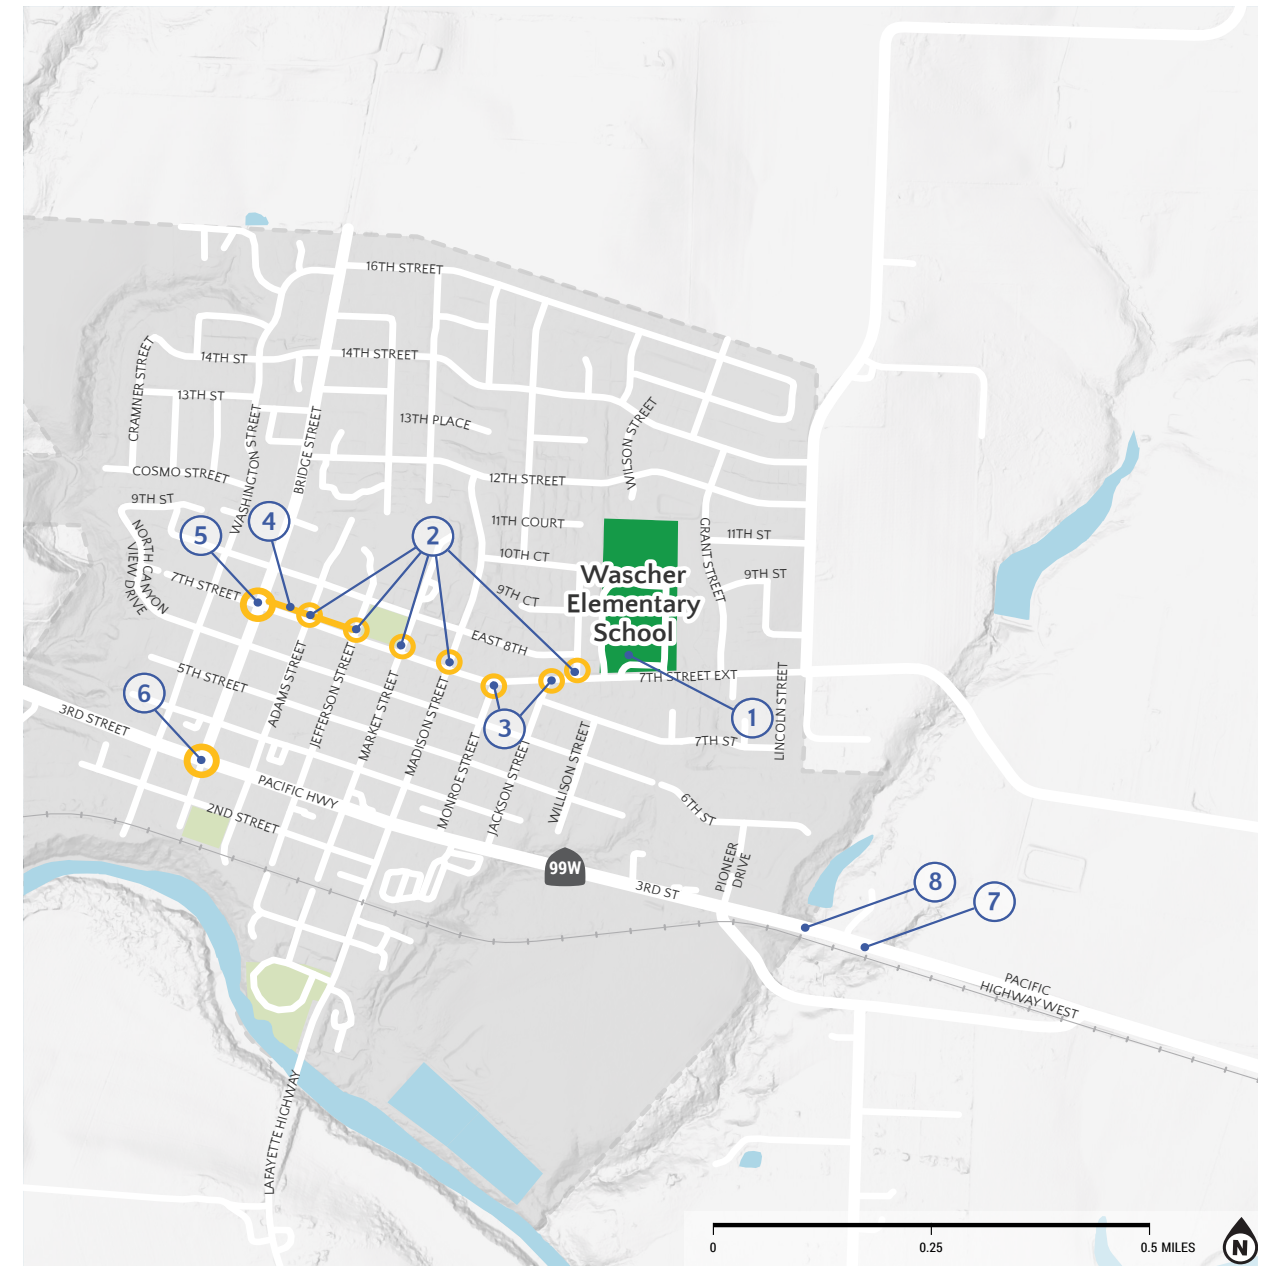 16TH STREET
14TH ST
14TH STREET
CRAMNER STREET
13TH ST
13TH PLACE
WASHINGTON STREET
BRIDGE STREET
WILSON STREET
COSMO STREET
12TH STREET
9TH ST
11TH COURT
GRANT STREET
11TH ST
5
4
2
10TH CT
NORTH CANYON
VIEW DRIVE
7TH STREET
9TH CT
9TH ST
Wascher
Elementary
School
EAST 8TH
5TH STREET
ADAMS STREET
JEFFERSON STREET
MARKET STREET
MADISON STREET
7TH STREET EXT
LINCOLN STREET
6
3
1
3RD STREET
7TH ST
MONROE STREET
JACKSON STREET
WILLISON STREET
PACIFIC HWY
2ND STREET
6TH ST
PIONEER
DRIVE
99W
3RD ST
8
7
PACIFIC
HIGHWAY WEST
LAFAYETTE HIGHWAY
0
0.25
0.5 MILES
N